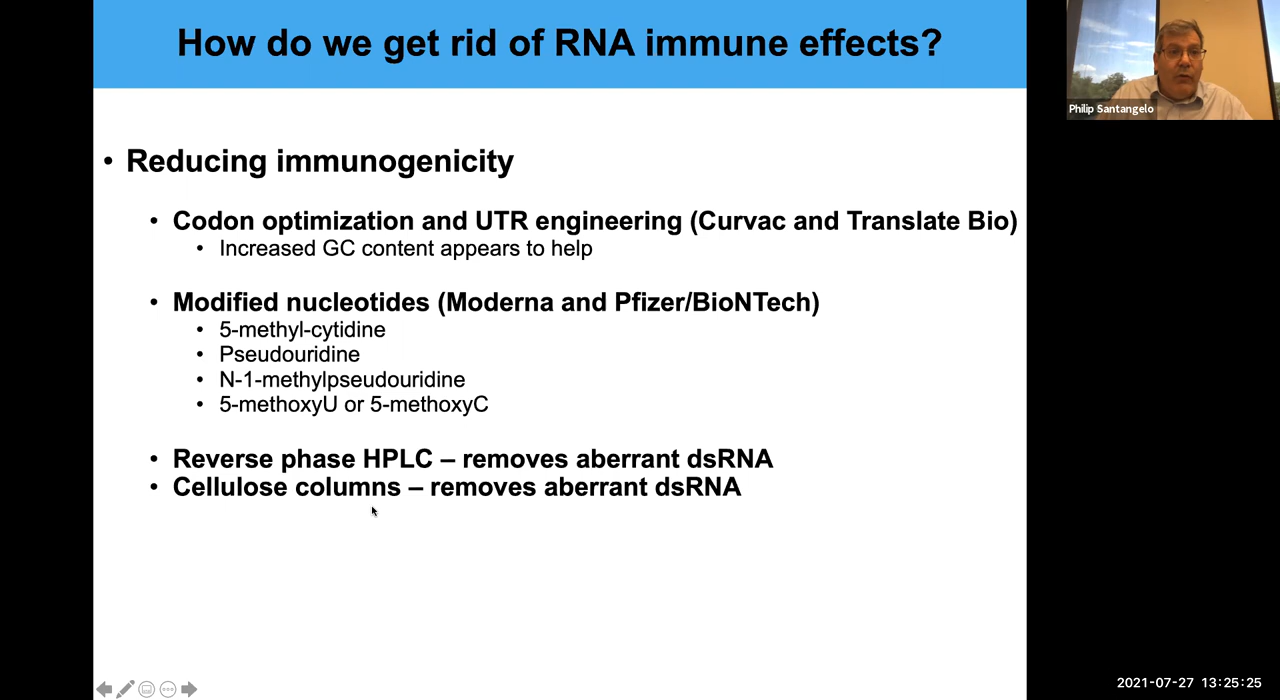 How do we get rid of RNA immune effects?
Philip Santangelo
• Reducing immunogenicity
• Codon optimization and UTR engineering (Curvac and Translate Bio)
• Increased GC content appears to help
• Modified nucleotides (Moderna and Pfizer/BioNTech)
• 5-methyl-cytidine
• Pseudouridine
• N-1-methylpseudouridine
• 5-methoxyU or 5-methoxyC
• Reverse phase HPLC – removes aberrant dsRNA
• Cellulose columns – removes aberrant dsRNA
2021-07-27 13:25:25